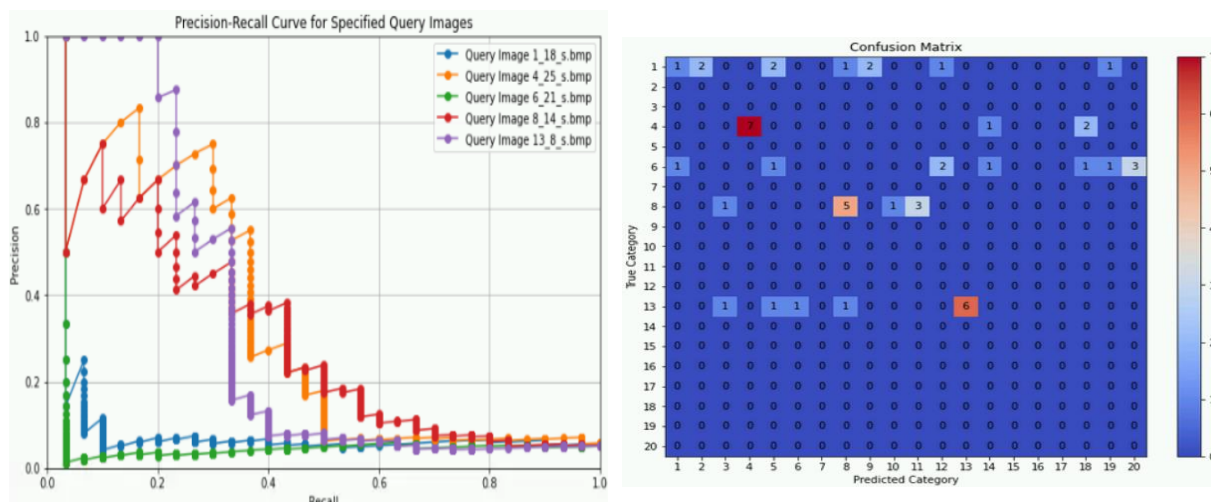 Precision-Recall Curve for Specified Query Images
1.0
0.8
0.6
0.4
0.2
0.0
Precision
0.0 0.2 0.4 0.6 0.8 1.0
Recall
Query Image 1_18_s.bmp
Query Image 4_25_s.bmp
Query Image 6_21_s.bmp
Query Image 8_14_s.bmp
Query Image 13_8_s.bmp
Confusion Matrix
True Category
1 1 2 0 0 2 0 0 1 2 0 0 1 0 0 0 0 0 0 1 0
2 0 0 0 0 0 0 0 0 0 0 0 0 0 0 0 0 0 0 0 0
3 0 0 0 0 0 0 0 0 0 0 0 0 0 0 0 0 0 0 0 0
4 0 0 0 7 0 0 0 0 0 0 0 0 0 1 0 0 0 2 0 0
5 0 0 0 0 0 0 0 0 0 0 0 0 0 0 0 0 0 0 0 0
6 1 0 0 0 1 0 0 0 0 0 0 2 0 1 0 0 0 1 1 3
7 0 0 0 0 0 0 0 0 0 0 0 0 0 0 0 0 0 0 0 0
8 0 0 1 0 0 0 0 5 0 1 3 0 0 0 0 0 0 0 0 0
9 0 0 0 0 0 0 0 0 0 0 0 0 0 0 0 0 0 0 0 0
10 0 0 0 0 0 0 0 0 0 0 0 0 0 0 0 0 0 0 0 0
11 0 0 0 0 0 0 0 0 0 0 0 0 0 0 0 0 0 0 0 0
12 0 0 0 0 0 0 0 0 0 0 0 0 0 0 0 0 0 0 0 0
13 0 0 1 0 1 1 0 1 0 0 0 0 6 0 0 0 0 0 0 0
14 0 0 0 0 0 0 0 0 0 0 0 0 0 0 0 0 0 0 0 0
15 0 0 0 0 0 0 0 0 0 0 0 0 0 0 0 0 0 0 0 0
16 0 0 0 0 0 0 0 0 0 0 0 0 0 0 0 0 0 0 0 0
17 0 0 0 0 0 0 0 0 0 0 0 0 0 0 0 0 0 0 0 0
18 0 0 0 0 0 0 0 0 0 0 0 0 0 0 0 0 0 0 0 0
19 0 0 0 0 0 0 0 0 0 0 0 0 0 0 0 0 0 0 0 0
20 0 0 0 0 0 0 0 0 0 0 0 0 0 0 0 0 0 0 0 0
1 2 3 4 5 6 7 8 9 10 11 12 13 14 15 16 17 18 19 20
Predicted Category